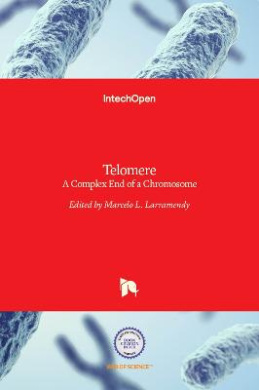 IntechOpen
Telomere
A Complex End of a Chromosome
Edited by Marcelo L. Larramendy